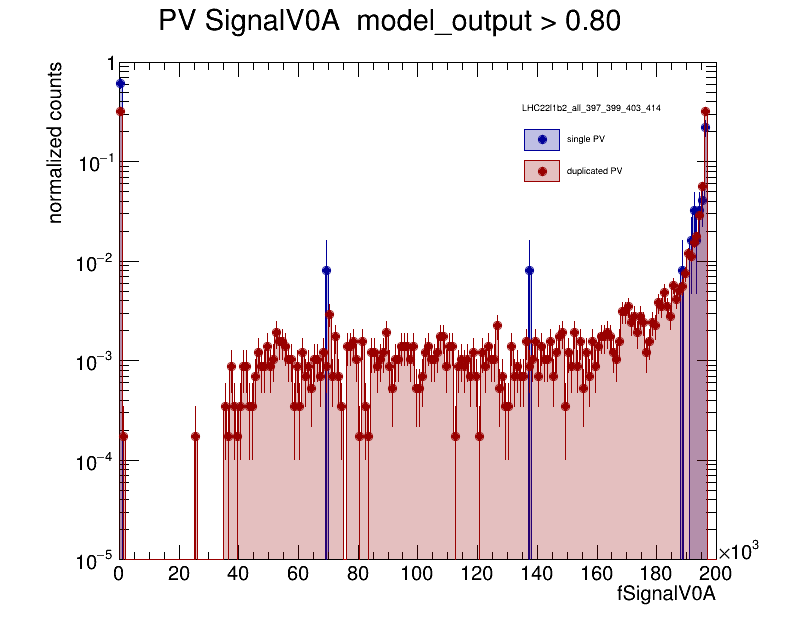 PV SignalV0A model_output > 0.80
normalized counts
1
10⁻¹
10⁻²
10⁻³
10⁻⁴
10⁻⁵
LHC22l1b2_all_397_399_403_414
single PV
duplicated PV
0 20 40 60 80 100 120 140 160 180 200
×10³
fSignalV0A